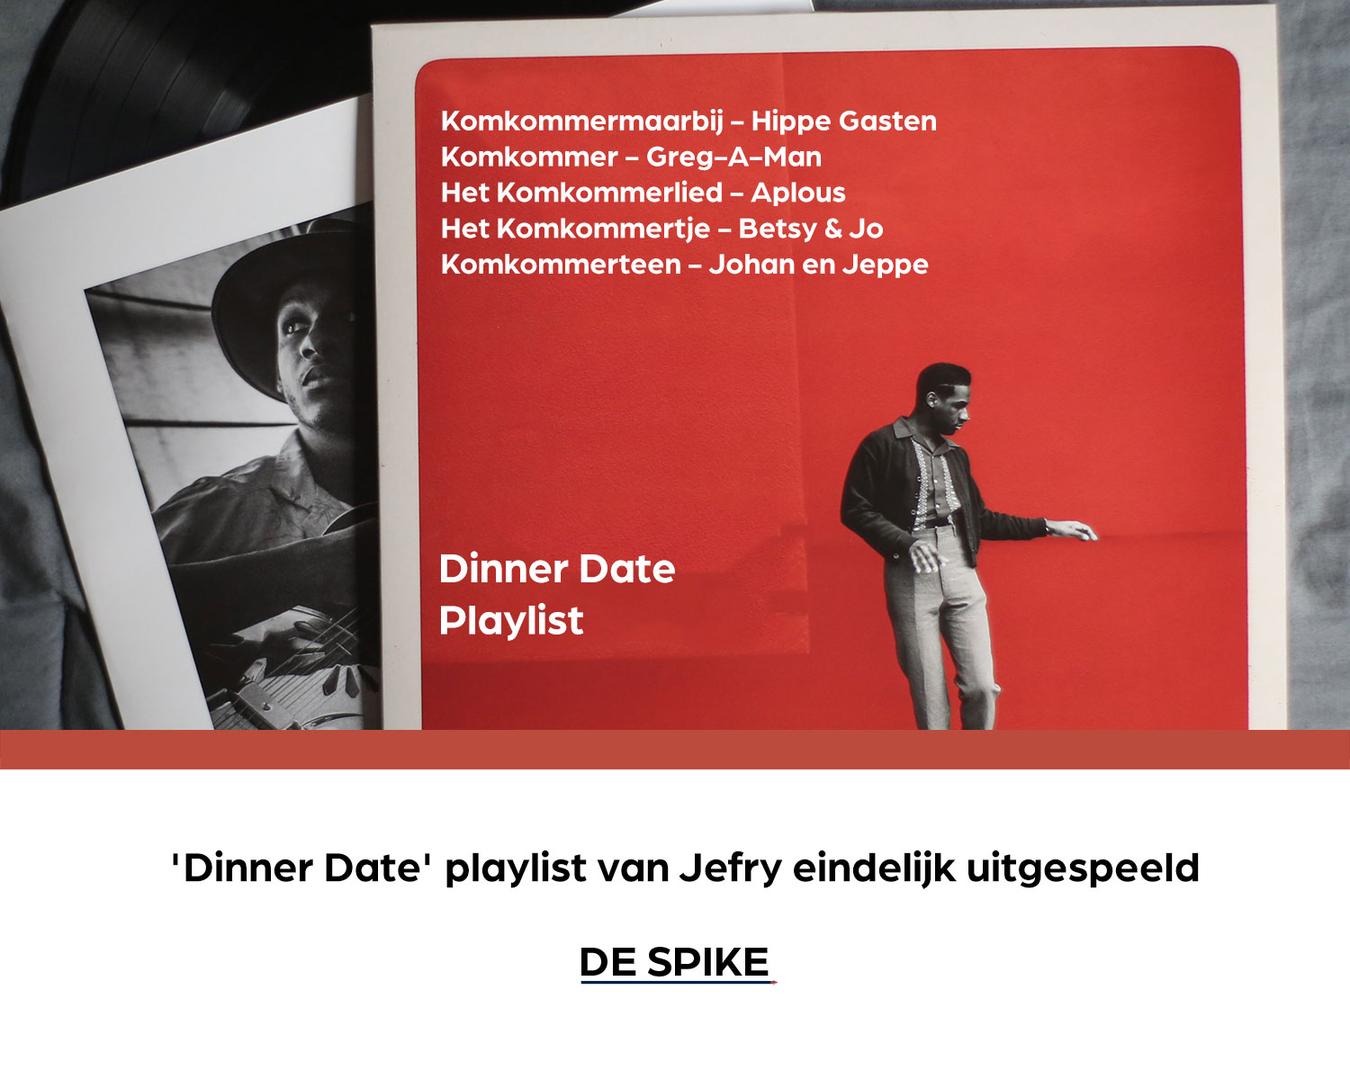 Komkommermaarbij – Hippe Gasten
Komkommer – Greg-A-Man
Het Komkommerlied – Aplous
Het Komkommertje – Betsy & Jo
Komkommerteen – Johan en Jeppe
Dinner Date
Playlist
'Dinner Date' playlist van Jefry eindelijk uitgespeeld
DE SPIKE